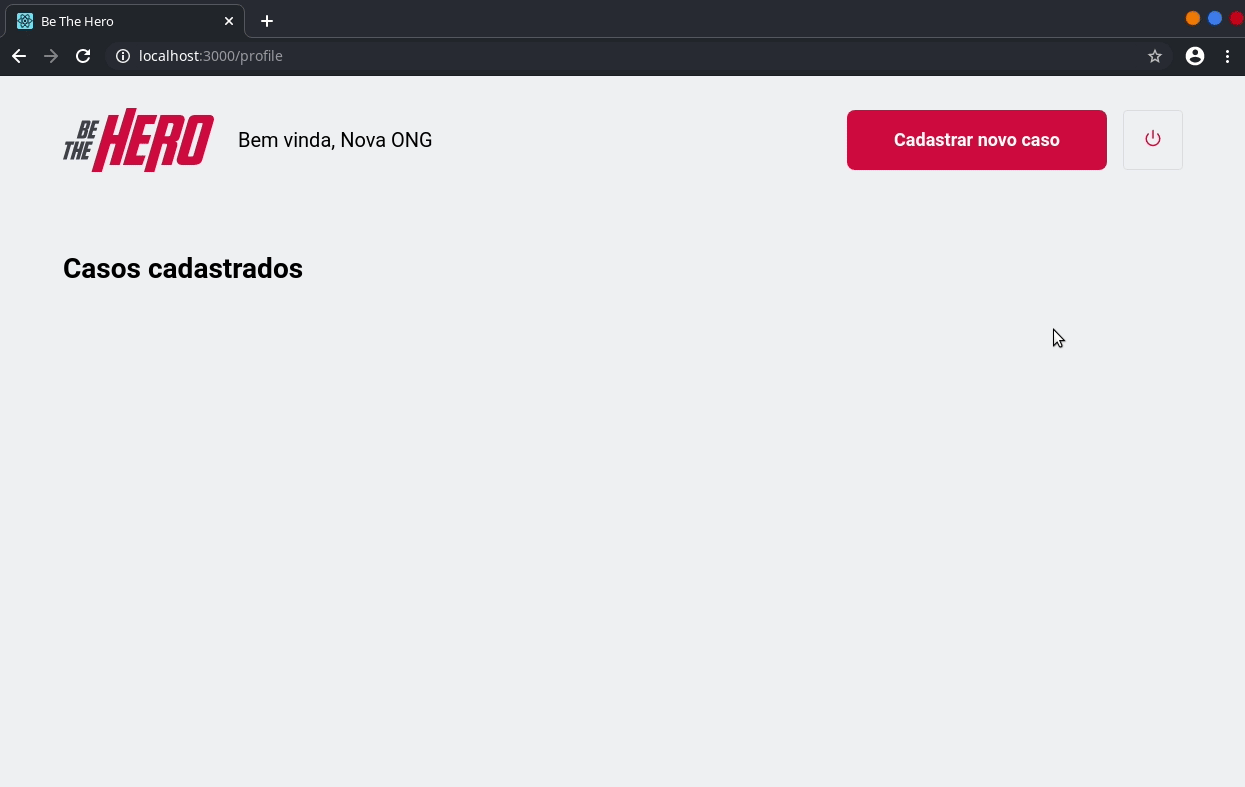 Be The Hero
localhost:3000/profile
BE THE HERO
Bem vinda, Nova ONG
Cadastrar novo caso
Casos cadastrados